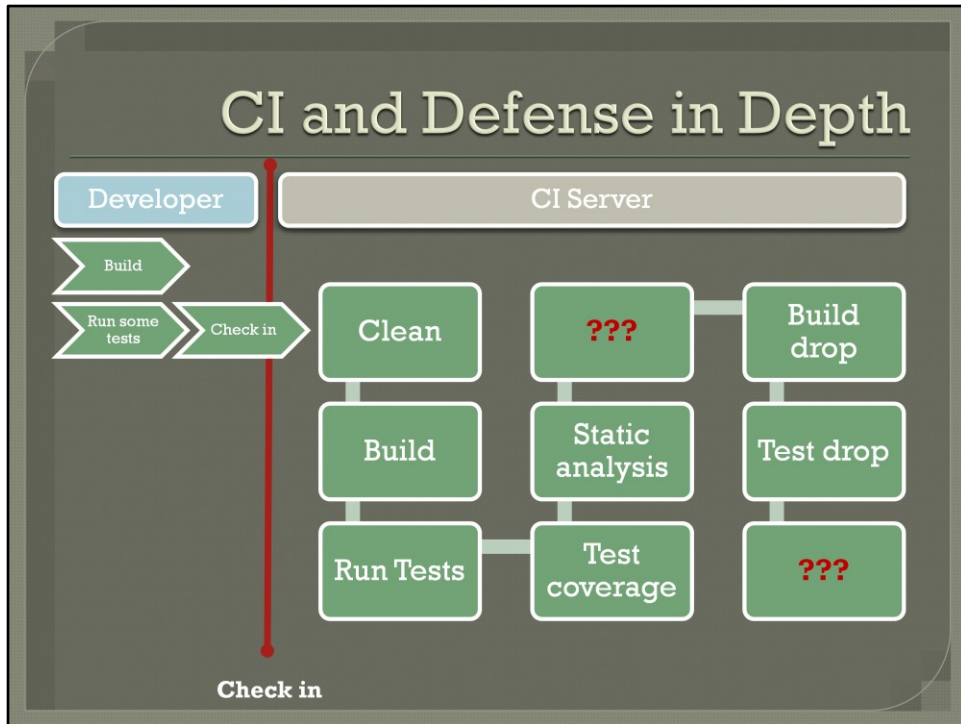 CI and Defense in Depth
Developer
CI Server
Build
Run some
tests
Check in
Clean
Build
Run Tests
Test
coverage
Static
analysis
???
Build
drop
Test drop
???
Check in